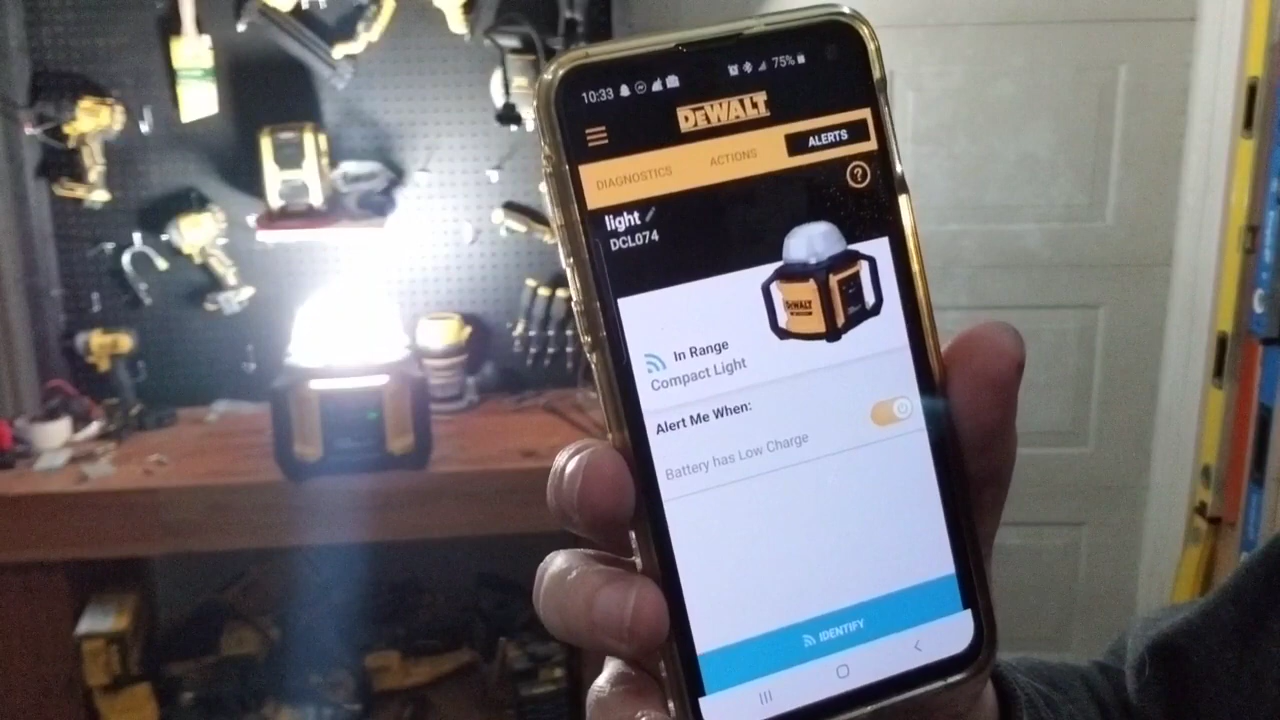 10:33
75%
DEWALT
DIAGNOSTICS
ACTIONS
ALERTS
?
light
DCL074
DEWALT
In Range
Compact Light
Alert Me When:
Battery has Low Charge
IDENTIFY